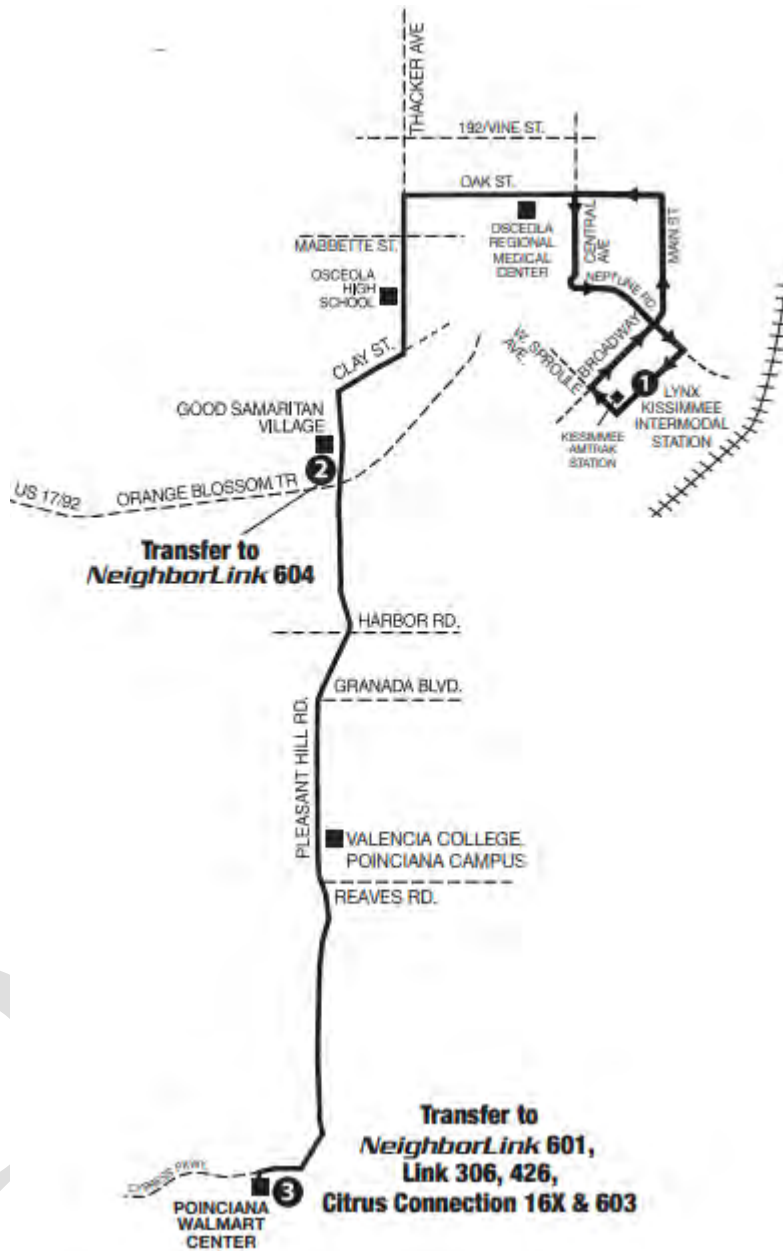 THACKER AVE
192/VINE ST.
OAK ST.
OSCEOLA
REGIONAL
MEDICAL
CENTER
CENTRAL
AVE
MAIN ST.
MABBETTE ST.
OSCEOLA
HIGH
SCHOOL
NEPTUNE RD.
CLAY ST.
W. SPROULE
AVE.
BROADWAY
1
LYNX
KISSIMMEE
INTERMODAL
STATION
KISSIMMEE
AMTRAK
STATION
GOOD SAMARITAN
VILLAGE
2
US 17/92
ORANGE BLOSSOM TR
Transfer to
NeighborLink 604
HARBOR RD.
GRANADA BLVD.
PLEASANT HILL RD.
VALENCIA COLLEGE
POINCIANA CAMPUS
REAVES RD.
Transfer to
NeighborLink 601,
Link 306, 426,
Citrus Connection 16X & 603
CYPRESS PKWY.
3
POINCIANA
WALMART
CENTER